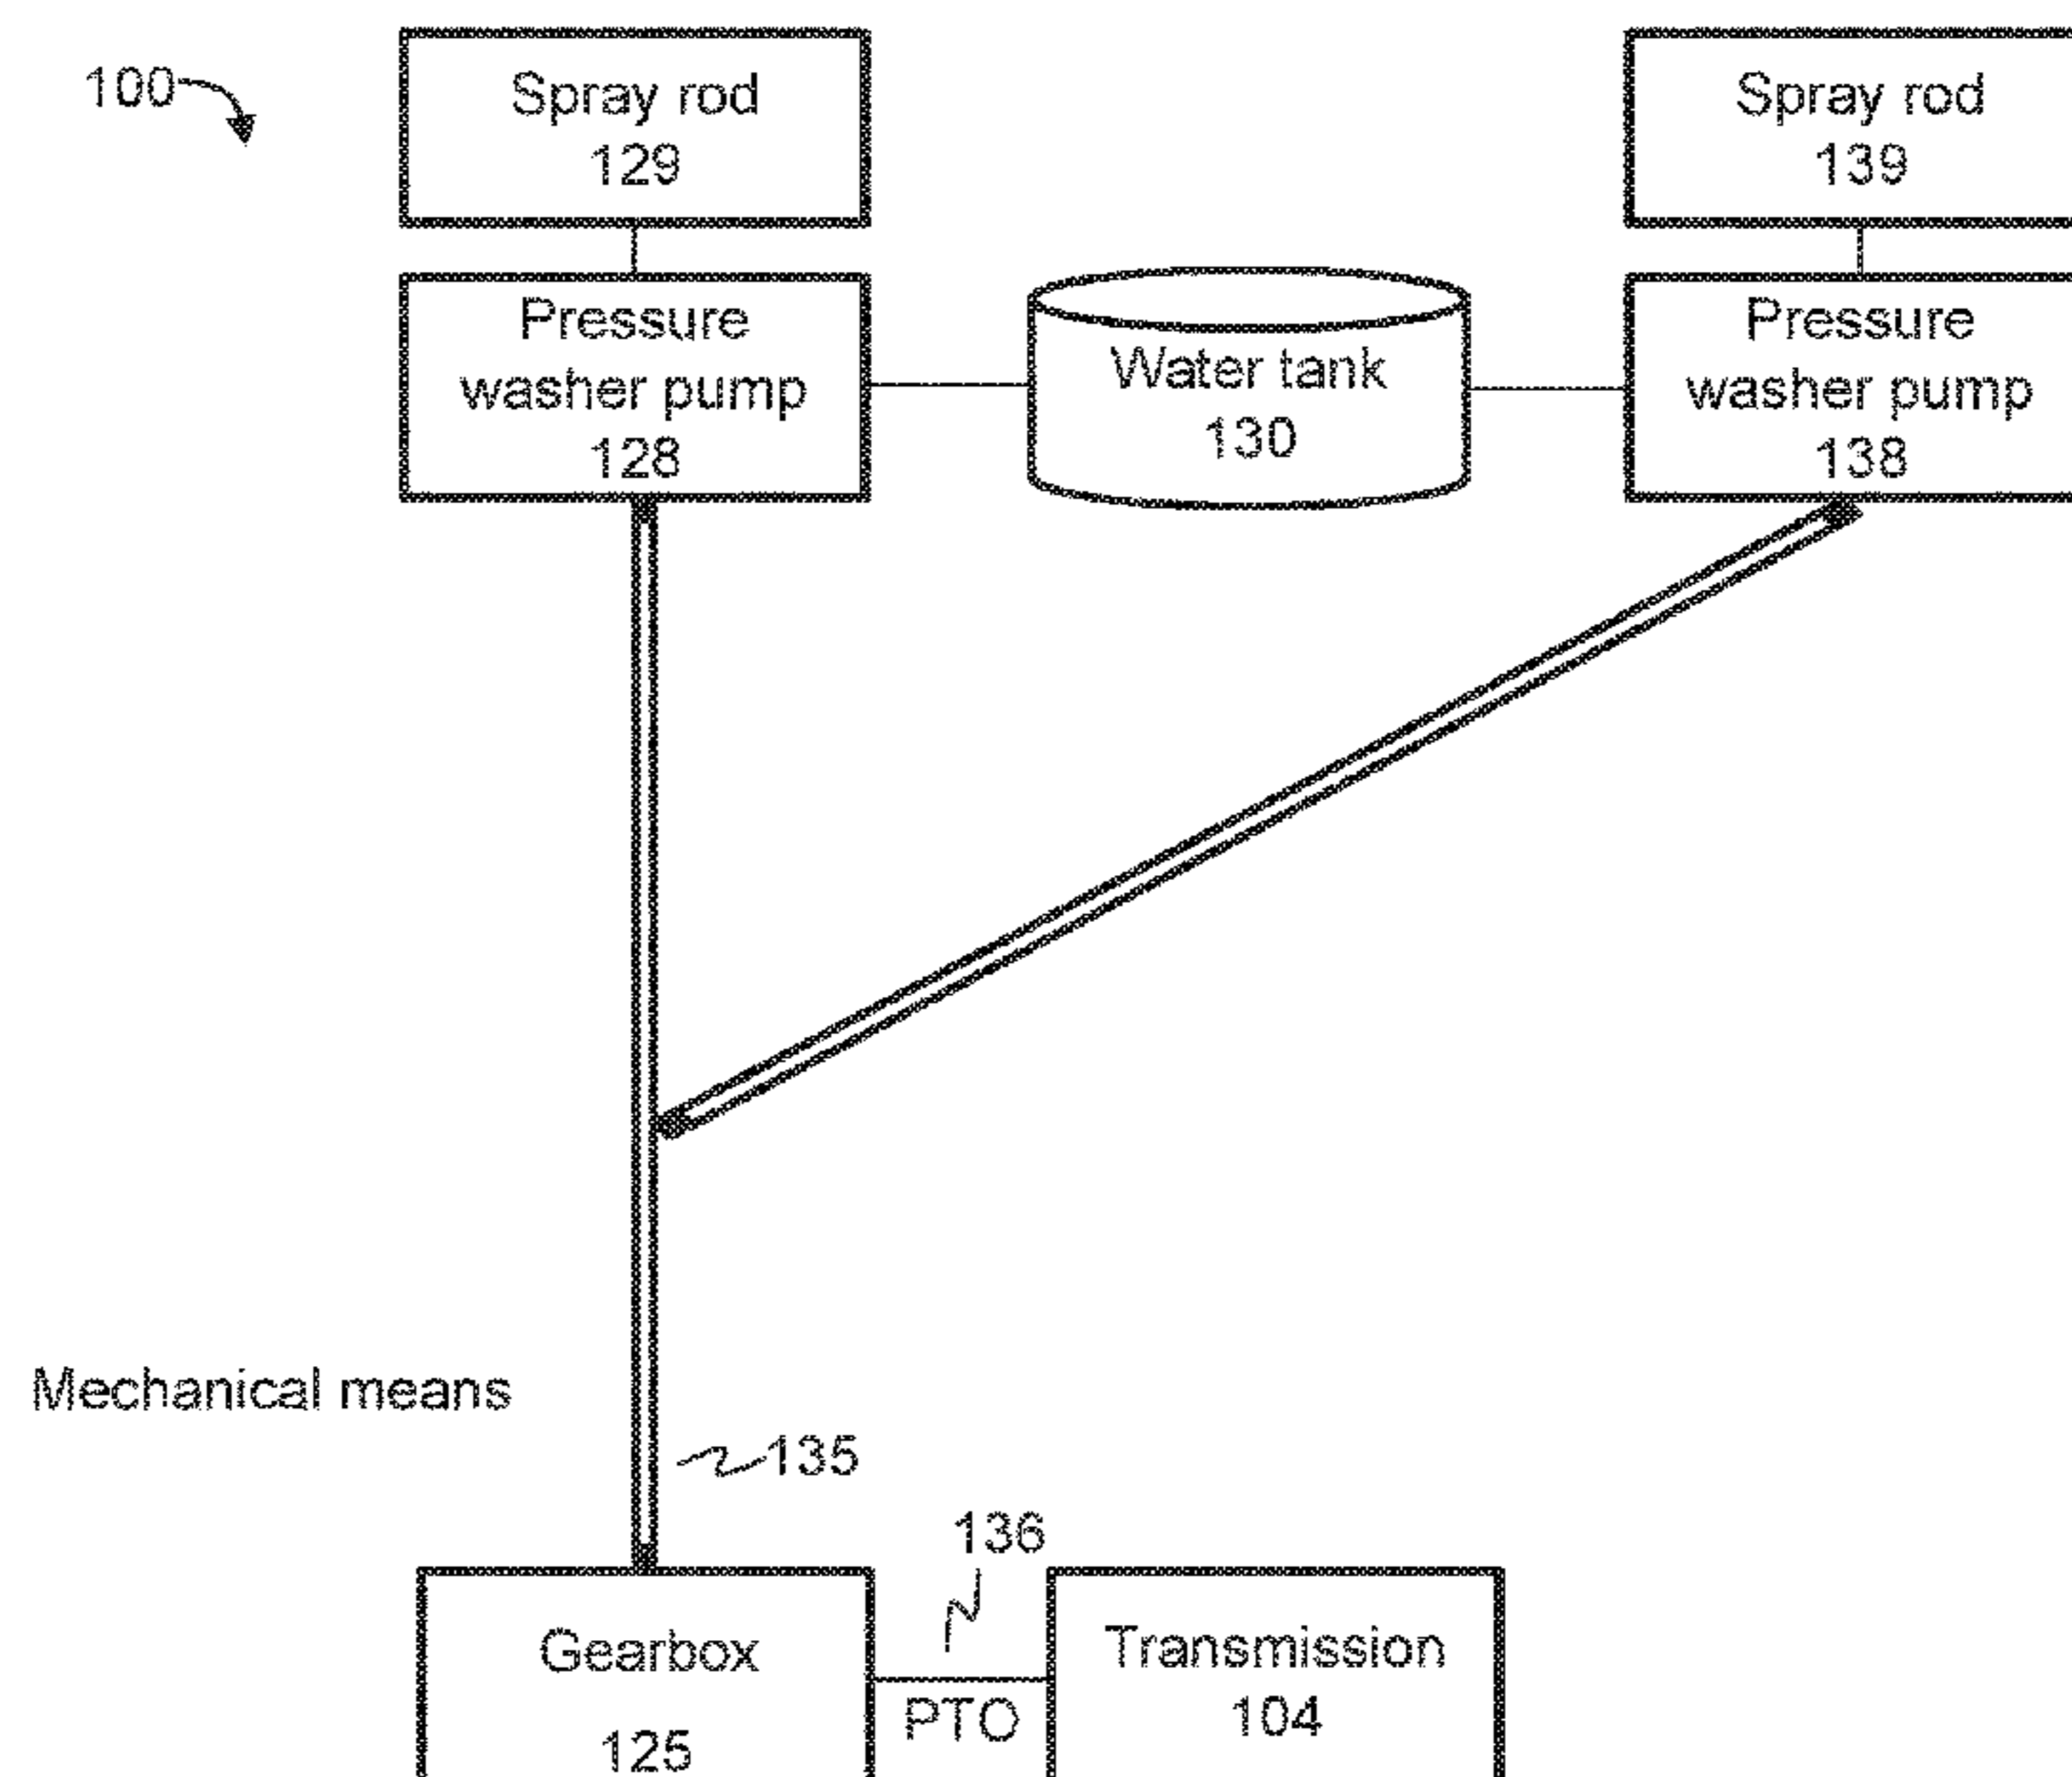 100
Spray rod
129
Spray rod
139
Pressure
washer pump
128
Water tank
130
Pressure
washer pump
138
Mechanical means
135
136
Gearbox
125
PTO
Transmission
104